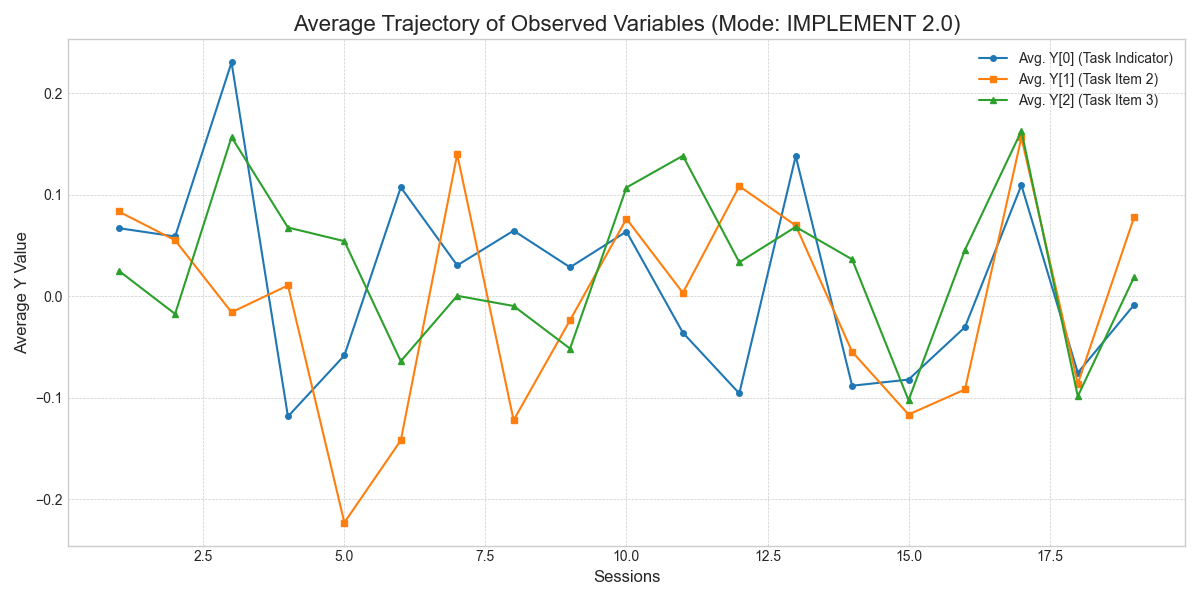 Average Trajectory of Observed Variables (Mode: IMPLEMENT 2.0)
Avg. Y[0] (Task Indicator)
Avg. Y[1] (Task Item 2)
Avg. Y[2] (Task Item 3)
Average Y Value
0.2
0.1
0.0
−0.1
−0.2
2.5 5.0 7.5 10.0 12.5 15.0 17.5
Sessions